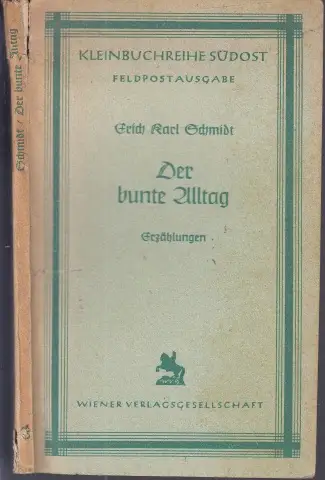 Schmidt / Der bunte Alltag
KLEINBUCHREIHE SÜDOST
FELDPOSTAUSGABE
Erich Karl Schmidt
Der
bunte Alltag
Erzählungen
WIENER VERLAGSGESELLSCHAFT